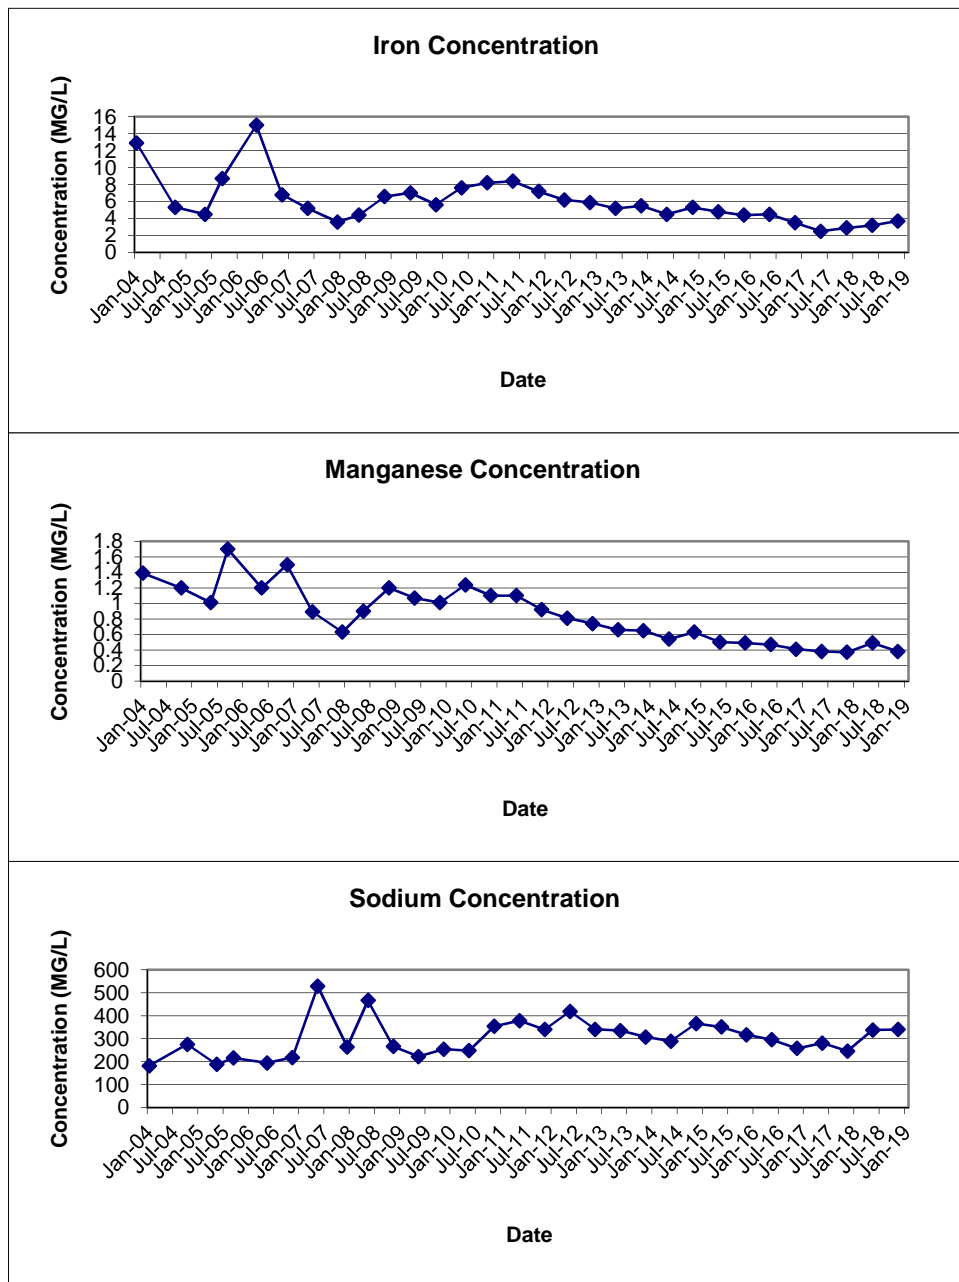 Iron Concentration
Concentration (MG/L)
16
14
12
10
8
6
4
2
0
Jan-04 Jul-04 Jan-05 Jul-05 Jan-06 Jul-06 Jan-07 Jul-07 Jan-08 Jul-08 Jan-09 Jul-09 Jan-10 Jul-10 Jan-11 Jul-11 Jan-12 Jul-12 Jan-13 Jul-13 Jan-14 Jul-14 Jan-15 Jul-15 Jan-16 Jul-16 Jan-17 Jul-17 Jan-18 Jul-18 Jan-19
Date
Manganese Concentration
Concentration (MG/L)
1.8
1.6
1.4
1.2
1
0.8
0.6
0.4
0.2
0
Jan-04 Jul-04 Jan-05 Jul-05 Jan-06 Jul-06 Jan-07 Jul-07 Jan-08 Jul-08 Jan-09 Jul-09 Jan-10 Jul-10 Jan-11 Jul-11 Jan-12 Jul-12 Jan-13 Jul-13 Jan-14 Jul-14 Jan-15 Jul-15 Jan-16 Jul-16 Jan-17 Jul-17 Jan-18 Jul-18 Jan-19
Date
Sodium Concentration
Concentration (MG/L)
600
500
400
300
200
100
0
Jan-04 Jul-04 Jan-05 Jul-05 Jan-06 Jul-06 Jan-07 Jul-07 Jan-08 Jul-08 Jan-09 Jul-09 Jan-10 Jul-10 Jan-11 Jul-11 Jan-12 Jul-12 Jan-13 Jul-13 Jan-14 Jul-14 Jan-15 Jul-15 Jan-16 Jul-16 Jan-17 Jul-17 Jan-18 Jul-18 Jan-19
Date